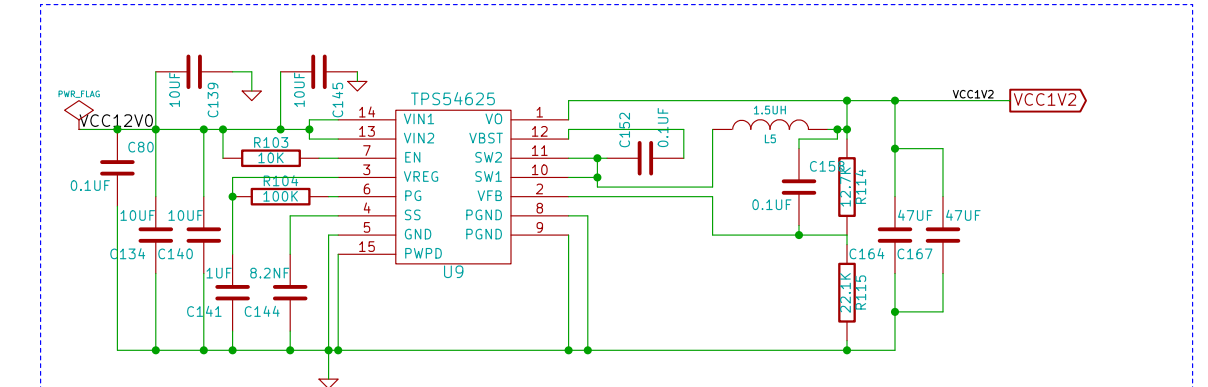 PWR_FLAG
VCC12V0
10UF
C139
10UF
C145
C80
0.1UF
R103
10K
R104
100K
10UF
C134
10UF
C140
1UF
C141
8.2NF
C144
TPS54625
14 VIN1
13 VIN2
7 EN
3 VREG
6 PG
4 SS
5 GND
15 PWPD
VO 1
VBST 12
SW2 11
SW1 10
VFB 2
PGND 8
PGND 9
U9
C152
0.1UF
1.5UH
L5
C158
0.1UF
12.7K
R114
22.1K
R115
47UF
C164
47UF
C167
VCC1V2
VCC1V2